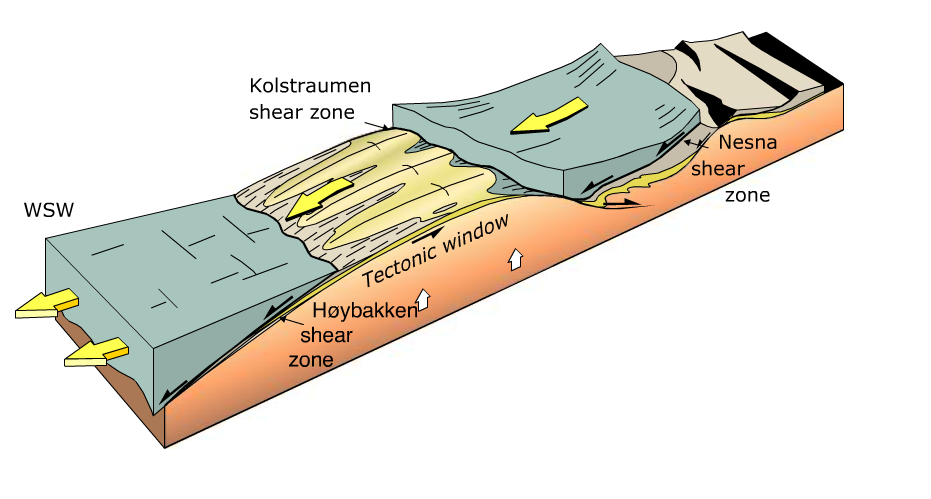 Kolstraumen
shear zone
Nesna
shear
zone
WSW
Tectonic window
Høybakken
shear
zone